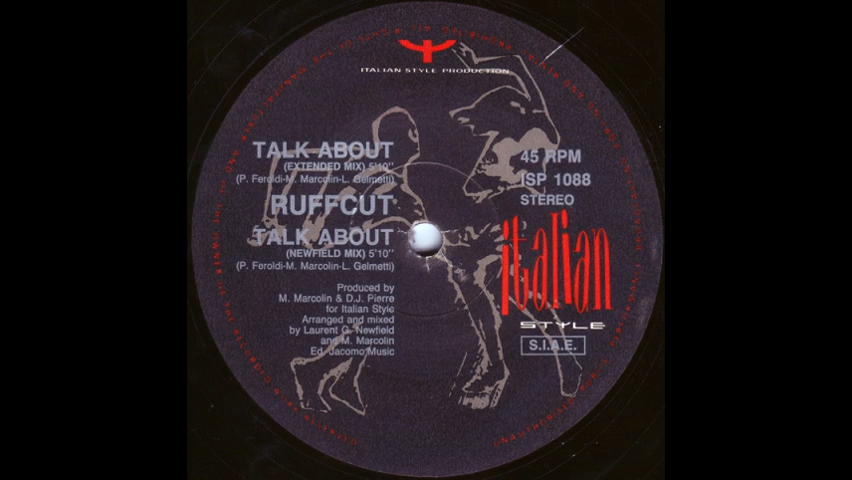 ITALIAN STYLE PRODUCTION
TALK ABOUT
(EXTENDED MIX) 5'10"
(P. Feroldi-M. Marcolin-L. Gelmetti)
RUFFCUT
TALK ABOUT
(NEWFIELD MIX) 5'10"
(P. Feroldi-M. Marcolin-L. Gelmetti)
Produced by
M. Marcolin & D.J. Pierre
for Italian Style
Arranged and mixed
by Laurent G. Newfield
and M. Marcolin
Ed. Jacomo Music
45 RPM
ISP 1088
STEREO
italian
STYLE
S.I.A.E.